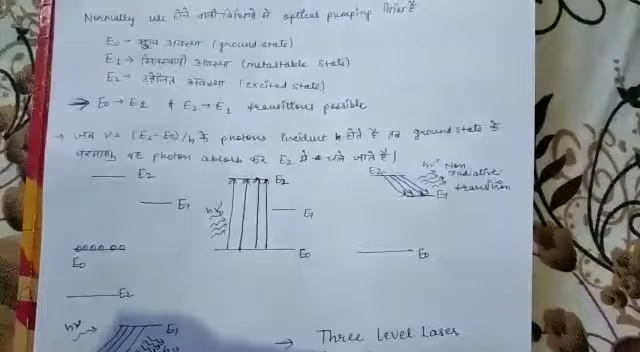 Normally use होने वाली विधियों में optical pumping
E0 → मूल अवस्था (ground state)
E1 → मितस्थायी अवस्था (metastable state)
E2 → उत्तेजित अवस्था (excited state)
→ E0 → E2 & E2 → E1 transitions possible
→ जब ν = (E2-E0)/h के photons incident होते है तब ground state के
परमाणु यह photon absorb कर E2 में चले जाते है।
E2 E2 E2 hν Non
radiative
transition
E1 hν E1 E1
E0 E0 E0
E2
hν E1 hν
→ Three level Laser